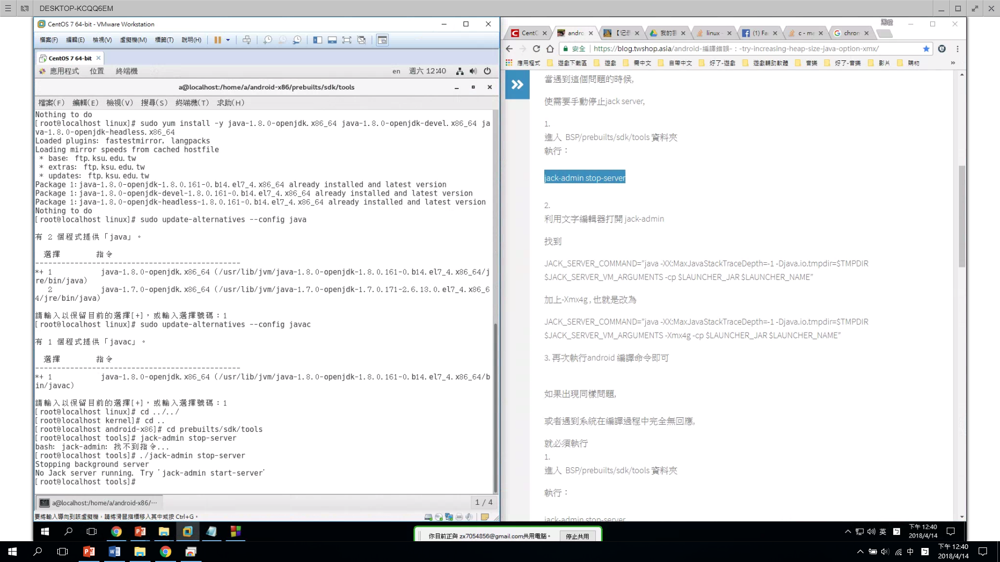 DESKTOP-KCQQ6EM
CentOS 7 64-bit - VMware Workstation
檔案(F) 編輯(E) 檢視(V) 虛擬機(M) 標籤(T) 說明(H)
CentOS 7 64-bit
應用程式 位置 終端機 en 週六 12:40
a@localhost:/home/a/android-x86/prebuilts/sdk/tools
檔案(F) 編輯(E) 檢視(V) 搜尋(S) 終端機(T) 求助(H)
Nothing to do
[root@localhost linux]# sudo yum install -y java-1.8.0-openjdk.x86_64 java-1.8.0-openjdk-devel.x86_64 ja
va-1.8.0-openjdk-headless.x86_64
Loaded plugins: fastestmirror, langpacks
Loading mirror speeds from cached hostfile
* base: ftp.ksu.edu.tw
* extras: ftp.ksu.edu.tw
* updates: ftp.ksu.edu.tw
Package 1:java-1.8.0-openjdk-1.8.0.161-0.b14.el7_4.x86_64 already installed and latest version
Package 1:java-1.8.0-openjdk-devel-1.8.0.161-0.b14.el7_4.x86_64 already installed and latest version
Package 1:java-1.8.0-openjdk-headless-1.8.0.161-0.b14.el7_4.x86_64 already installed and latest version
Nothing to do
[root@localhost linux]# sudo update-alternatives --config java
有 2 個程式提供「java」。
選擇 指令
-----------------------------------------------
*+ 1 java-1.8.0-openjdk.x86_64 (/usr/lib/jvm/java-1.8.0-openjdk-1.8.0.161-0.b14.el7_4.x86_64/j
re/bin/java)
2 java-1.7.0-openjdk.x86_64 (/usr/lib/jvm/java-1.7.0-openjdk-1.7.0.171-2.6.13.0.el7_4.x86_6
4/jre/bin/java)
請輸入以保留目前的選擇[+]，或輸入選擇號碼：1
[root@localhost linux]# sudo update-alternatives --config javac
有 1 個程式提供「javac」。
選擇 指令
-----------------------------------------------
*+ 1 java-1.8.0-openjdk.x86_64 (/usr/lib/jvm/java-1.8.0-openjdk-1.8.0.161-0.b14.el7_4.x86_64/b
in/javac)
請輸入以保留目前的選擇[+]，或輸入選擇號碼：1
[root@localhost linux]# cd ../../
[root@localhost kernel]# cd ..
[root@localhost android-x86]# cd prebuilts/sdk/tools
[root@localhost tools]# jack-admin stop-server
bash: jack-admin: 找不到指令...
[root@localhost tools]# ./jack-admin stop-server
Stopping background server
No Jack server running. Try 'jack-admin start-server'
[root@localhost tools]#
a@localhost:/home/a/android-x86/… 1 / 4
要將輸入導向到該虛擬機，請將滑鼠指標移入其中或按 Ctrl+G。
CentC andro 【记录 我的雲 linux - (1) Fa c - ma chrom
安全 https://blog.twshop.asia/android-編譯錯誤-：-try-increasing-heap-size-java-option-xmx/
應用程式 遊戲下載區 遊戲 需中文 自帶中文 好了-遊戲 遊戲輔助軟體 音樂 好了-音樂 影片 購物 »
當遇到這個問題的時候,
使需要手動停止jack server,
1.
進入 BSP/prebuilts/sdk/tools 資料夾
執行：
jack-admin stop-server
2.
利用文字編輯器打開 jack-admin
找到
JACK_SERVER_COMMAND="java -XX:MaxJavaStackTraceDepth=-1 -Djava.io.tmpdir=$TMPDIR
$JACK_SERVER_VM_ARGUMENTS -cp $LAUNCHER_JAR $LAUNCHER_NAME"
加上-Xmx4g , 也就是改為
JACK_SERVER_COMMAND="java -XX:MaxJavaStackTraceDepth=-1 -Djava.io.tmpdir=$TMPDIR
$JACK_SERVER_VM_ARGUMENTS -Xmx4g -cp $LAUNCHER_JAR $LAUNCHER_NAME"
3. 再次執行android 編譯命令即可
如果出現同樣問題,
或者遇到系統在編譯過程中完全無回應,
就必須執行
1.
進入 BSP/prebuilts/sdk/tools 資料夾
執行：
jack-admin stop-server
你目前正與 zx7054856@gmail.com共用電腦。 停止共用
英 下午 12:40
2018/4/14
中 下午 12:40
2018/4/14